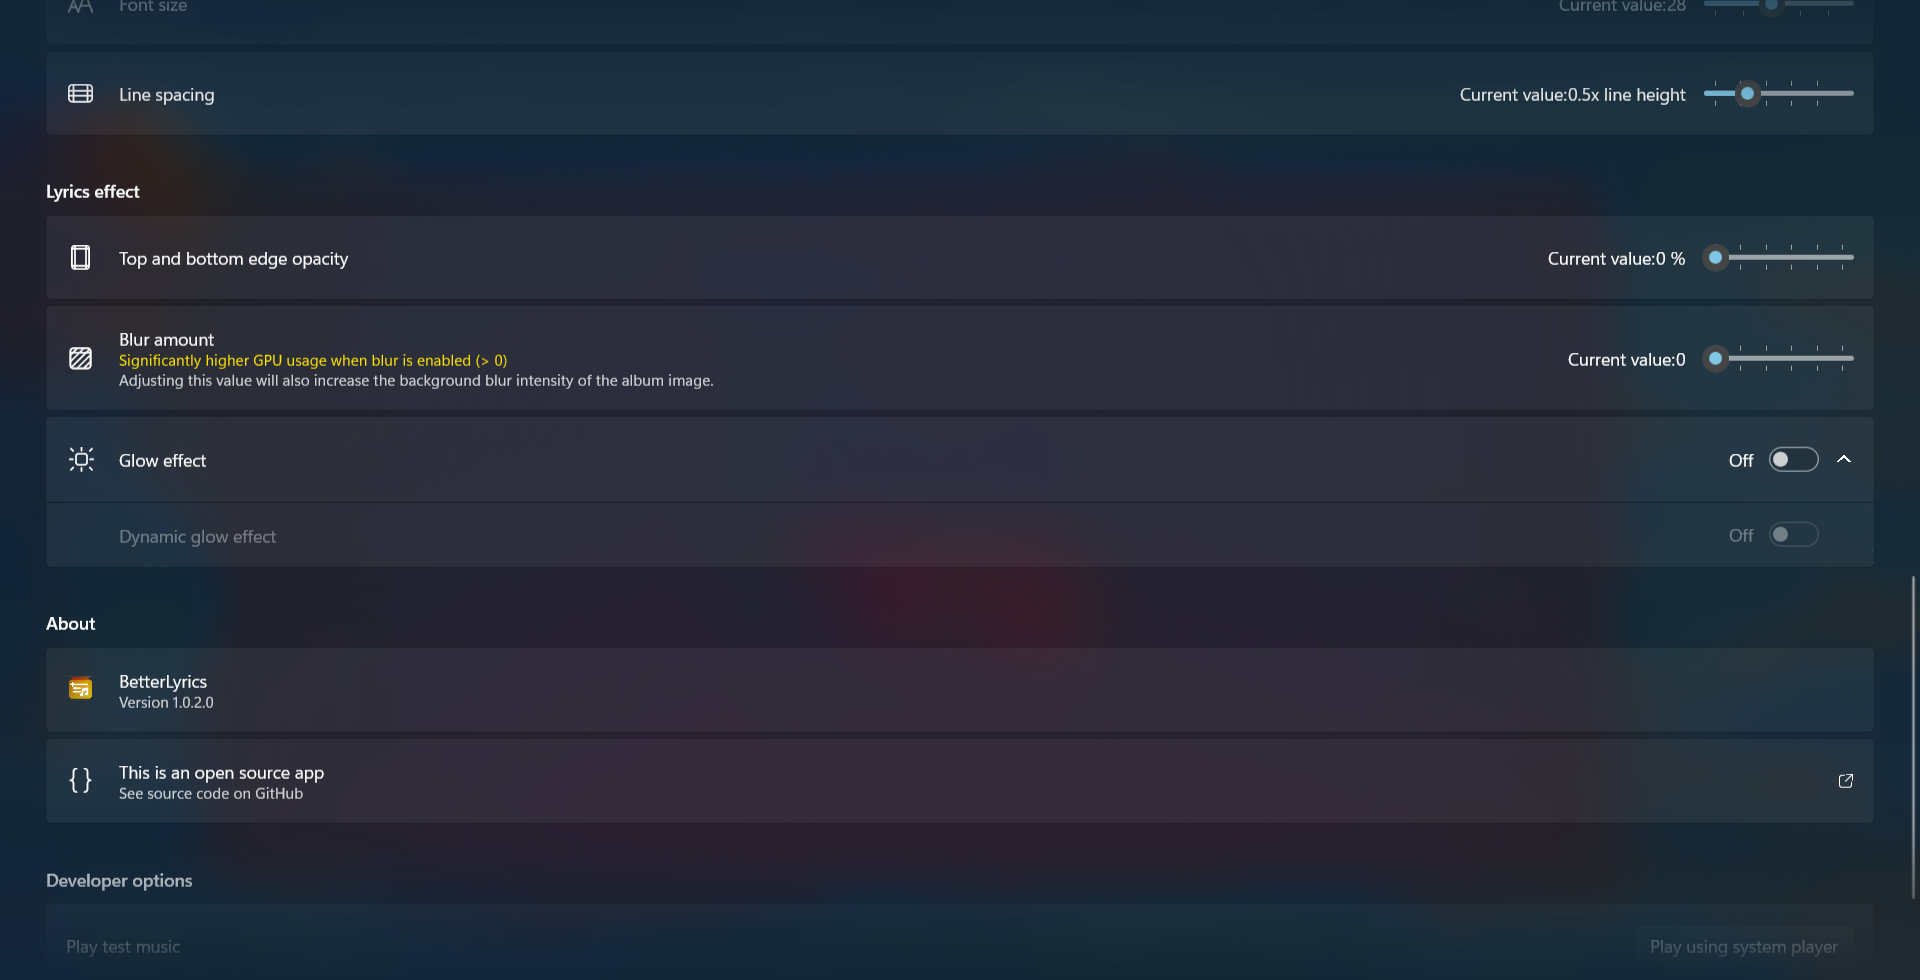 Font size
Current value:28
Line spacing
Current value:0.5x line height
Lyrics effect
Top and bottom edge opacity
Current value:0 %
Blur amount
Significantly higher GPU usage when blur is enabled (> 0)
Adjusting this value will also increase the background blur intensity of the album image.
Current value:0
Glow effect
Off
Dynamic glow effect
Off
About
BetterLyrics
Version 1.0.2.0
This is an open source app
See source code on GitHub
Developer options
Play test music
Play using system player